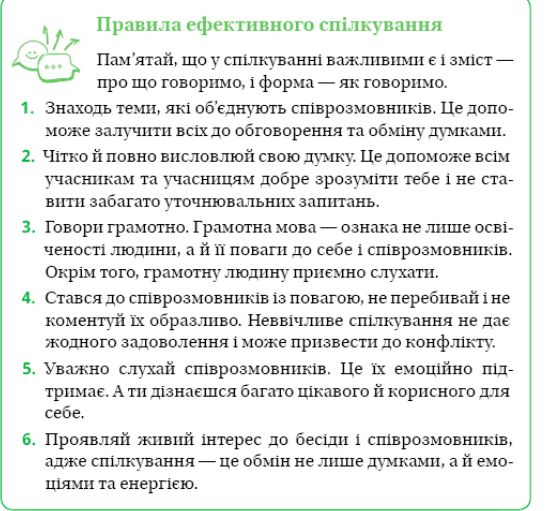 Правила ефективного спілкування
Пам'ятай, що у спілкуванні важливими є і зміст —
про що говоримо, і форма — як говоримо.
1. Знаходь теми, які об'єднують співрозмовників. Це допо-
може залучити всіх до обговорення та обміну думками.
2. Чітко й повно висловлюй свою думку. Це допоможе всім
учасникам та учасницям добре зрозуміти тебе і не ста-
вити забагато уточнювальних запитань.
3. Говори грамотно. Грамотна мова — ознака не лише осві-
ченості людини, а й її поваги до себе і співрозмовників.
Окрім того, грамотну людину приємно слухати.
4. Стався до співрозмовників із повагою, не перебивай і не
коментуй їх образливо. Неввічливе спілкування не дає
жодного задоволення і може призвести до конфлікту.
5. Уважно слухай співрозмовників. Це їх емоційно під-
тримає. А ти дізнаєшся багато цікавого й корисного для
себе.
6. Проявляй живий інтерес до бесіди і співрозмовників,
адже спілкування — це обмін не лише думками, а й емо-
ціями та енергією.